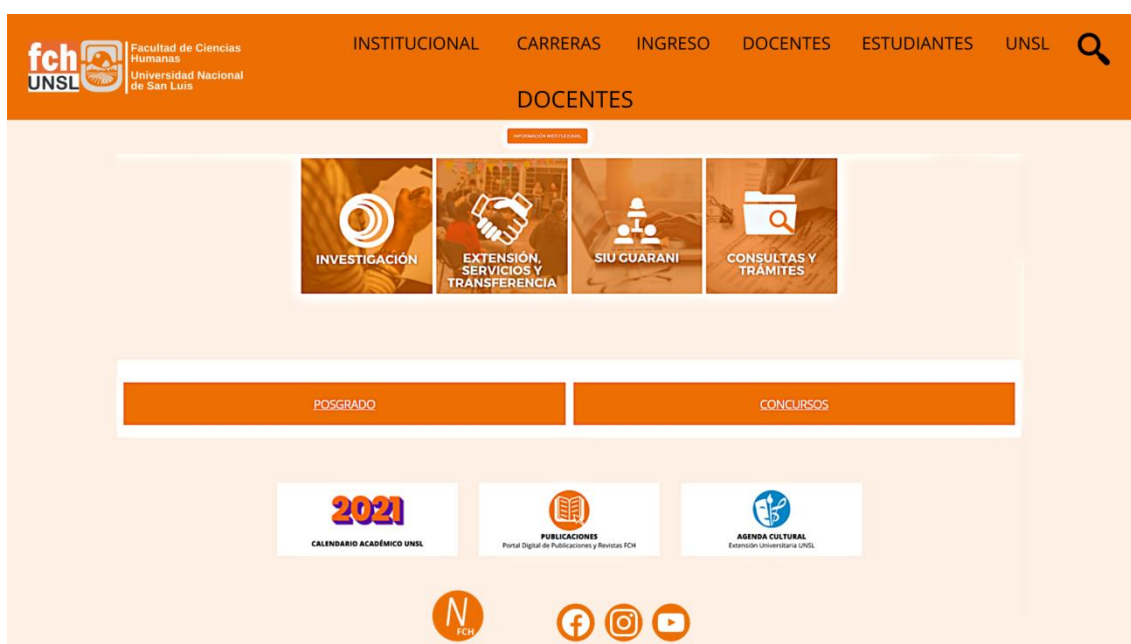 fch
UNSL
Facultad de Ciencias
Humanas
Universidad Nacional
de San Luis
INSTITUCIONAL CARRERAS INGRESO DOCENTES ESTUDIANTES UNSL
DOCENTES
INFORMACIÓN INSTITUCIONAL
INVESTIGACIÓN
EXTENSIÓN,
SERVICIOS Y
TRANSFERENCIA
SIU GUARANI
CONSULTAS Y
TRÁMITES
POSGRADO
CONCURSOS
2021
CALENDARIO ACADÉMICO UNSL
PUBLICACIONES
Portal Digital de Publicaciones y Revistas FCH
AGENDA CULTURAL
Extensión Universitaria UNSL
N
FCH